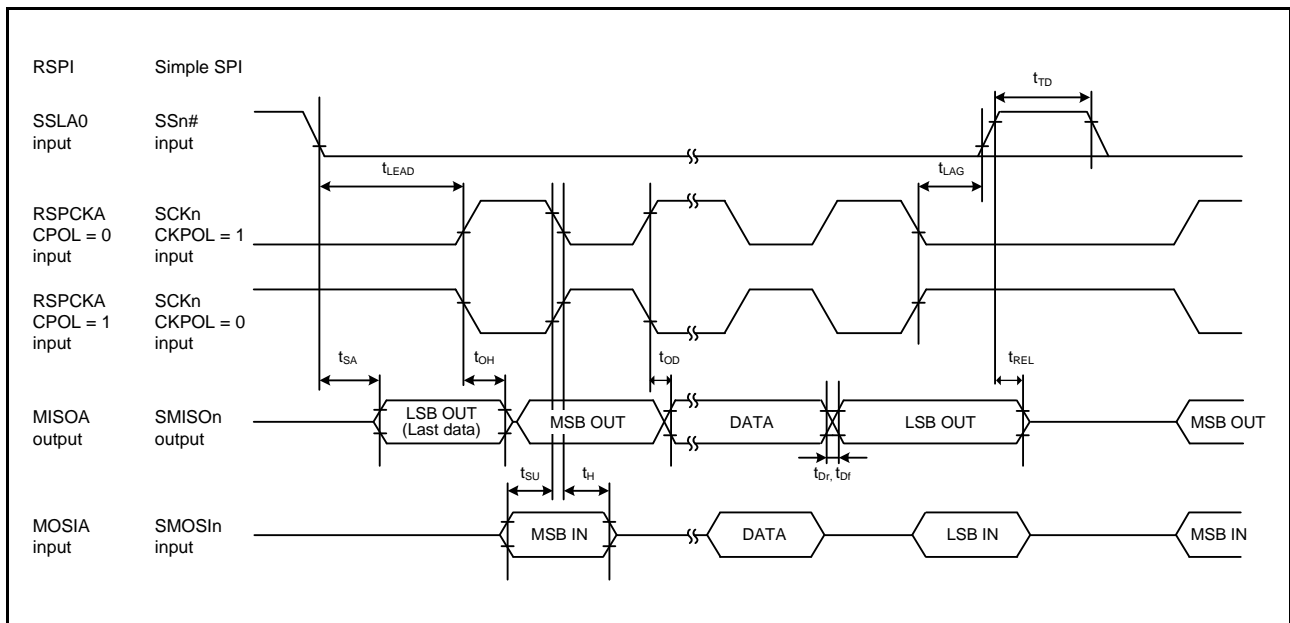 RSPI Simple SPI
tTD
SSLA0 SSn#
input input
tLEAD tLAG
RSPCKA SCKn
CPOL = 0 CKPOL = 1
input input
RSPCKA SCKn
CPOL = 1 CKPOL = 0
input input
tSA tOH tOD tREL
MISOA SMISOn
output output
LSB OUT
(Last data)
MSB OUT DATA LSB OUT MSB OUT
tSU tH tDr, tDf
MOSIA SMOSIn
input input
MSB IN DATA LSB IN MSB IN